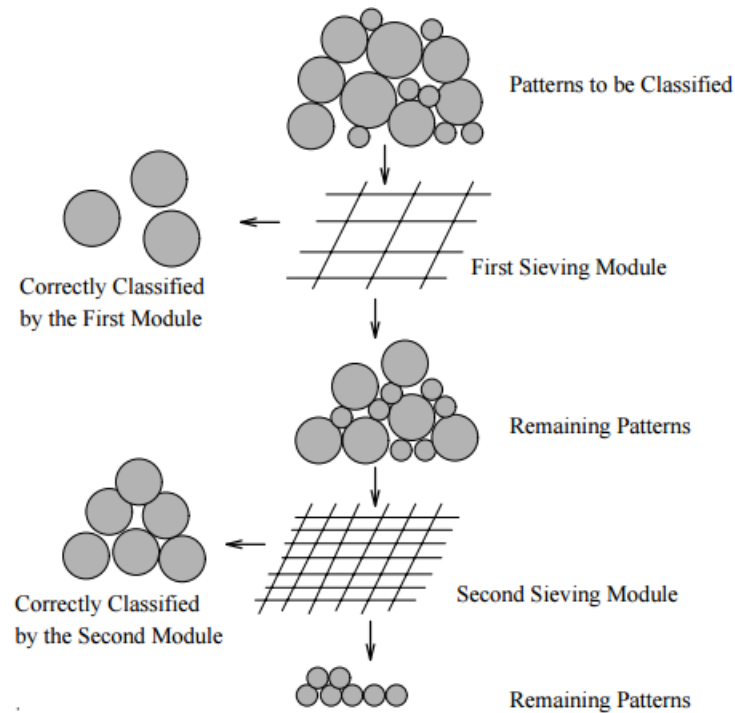 Patterns to be Classified
First Sieving Module
Correctly Classified
by the First Module
Remaining Patterns
Second Sieving Module
Correctly Classified
by the Second Module
Remaining Patterns